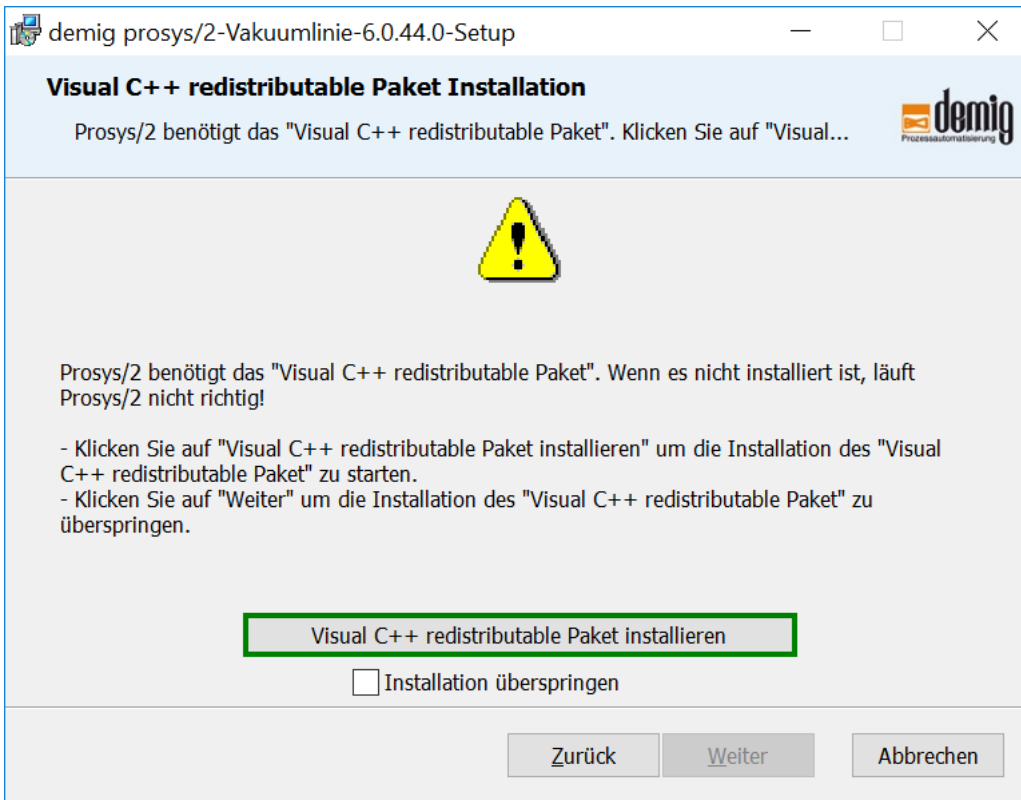 demig prosys/2-Vakuumlinie-6.0.44.0-Setup
Visual C++ redistributable Paket Installation
Prosys/2 benötigt das "Visual C++ redistributable Paket". Klicken Sie auf "Visual...
demig
Prozessautomatisierung
Prosys/2 benötigt das "Visual C++ redistributable Paket". Wenn es nicht installiert ist, läuft
Prosys/2 nicht richtig!
- Klicken Sie auf "Visual C++ redistributable Paket installieren" um die Installation des "Visual
C++ redistributable Paket" zu starten.
- Klicken Sie auf "Weiter" um die Installation des "Visual C++ redistributable Paket" zu
überspringen.
Visual C++ redistributable Paket installieren
Installation überspringen
Zurück
Weiter
Abbrechen